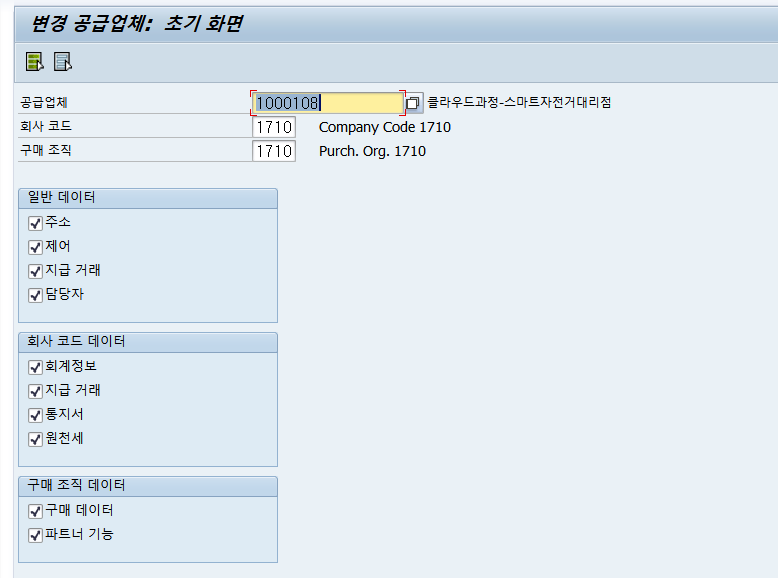 변경 공급업체: 초기 화면
공급업체 1000108 클라우드과정-스마트자전거대리점
회사 코드 1710 Company Code 1710
구매 조직 1710 Purch. Org. 1710
일반 데이터
주소
제어
지급 거래
담당자
회사 코드 데이터
회계정보
지급 거래
통지서
원천세
구매 조직 데이터
구매 데이터
파트너 기능